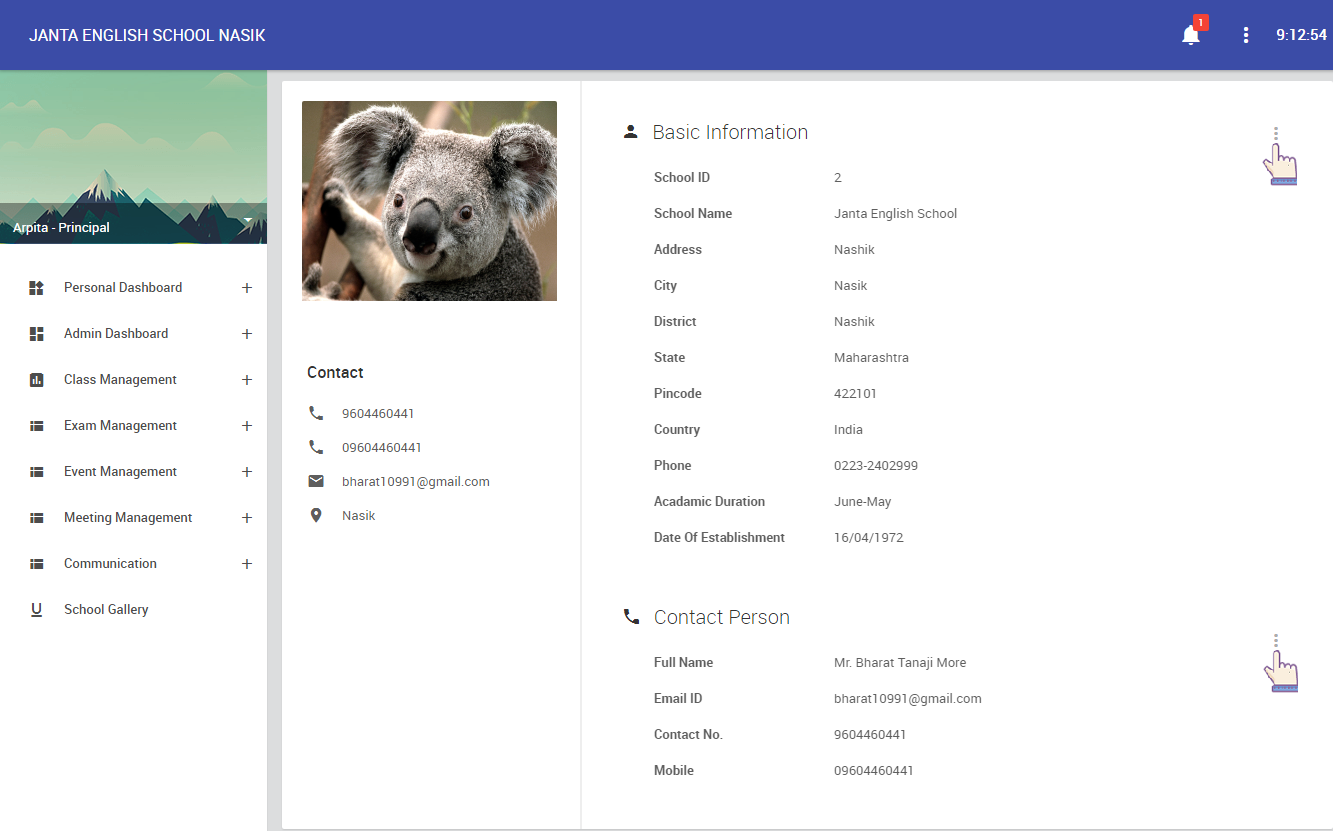 JANTA ENGLISH SCHOOL NASIK
1
9:12:54
Arpita - Principal
Personal Dashboard
Admin Dashboard
Class Management
Exam Management
Event Management
Meeting Management
Communication
School Gallery
Contact
9604460441
09604460441
bharat10991@gmail.com
Nasik
Basic Information
School ID 2
School Name Janta English School
Address Nashik
City Nasik
District Nashik
State Maharashtra
Pincode 422101
Country India
Phone 0223-2402999
Acadamic Duration June-May
Date Of Establishment 16/04/1972
Contact Person
Full Name Mr. Bharat Tanaji More
Email ID bharat10991@gmail.com
Contact No. 9604460441
Mobile 09604460441